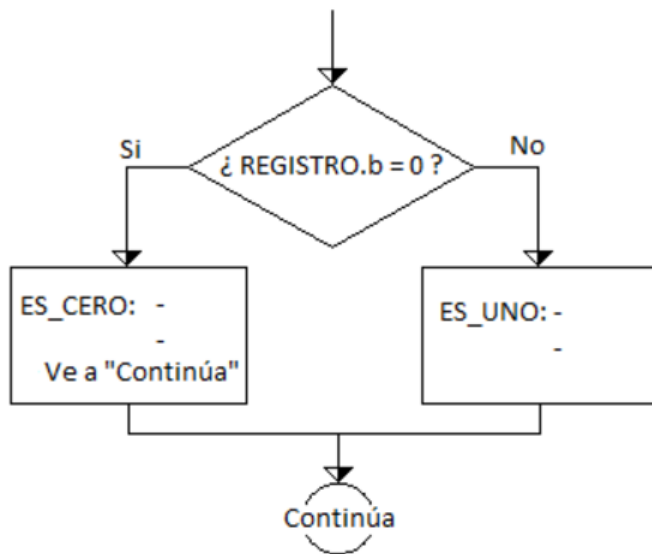 ¿ REGISTRO.b = 0 ?
Si
No
ES_CERO: -
-
Ve a "Continúa"
ES_UNO: -
-
Continúa